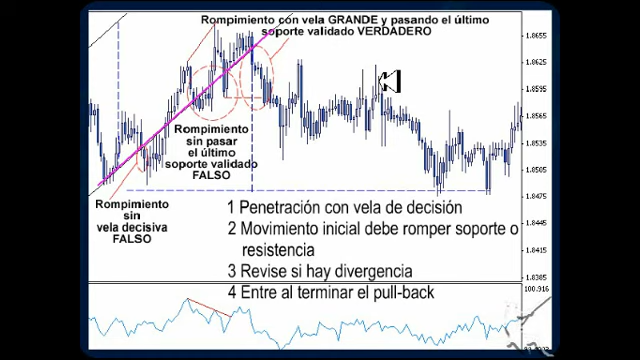 Rompimiento con vela GRANDE y pasando el último
soporte validado VERDADERO
1.8655
1.8625
1.8595
1.8565
Rompimiento
sin pasar
el último
soporte validado
FALSO
1.8505
1.8475
Rompimiento
sin
vela decisiva
FALSO
1 Penetración con vela de decisión
2 Movimiento inicial debe romper soporte o
resistencia
3 Revise si hay divergencia
4 Entre al terminar el pull-back
1.8445
1.8415
1.8385
100.916